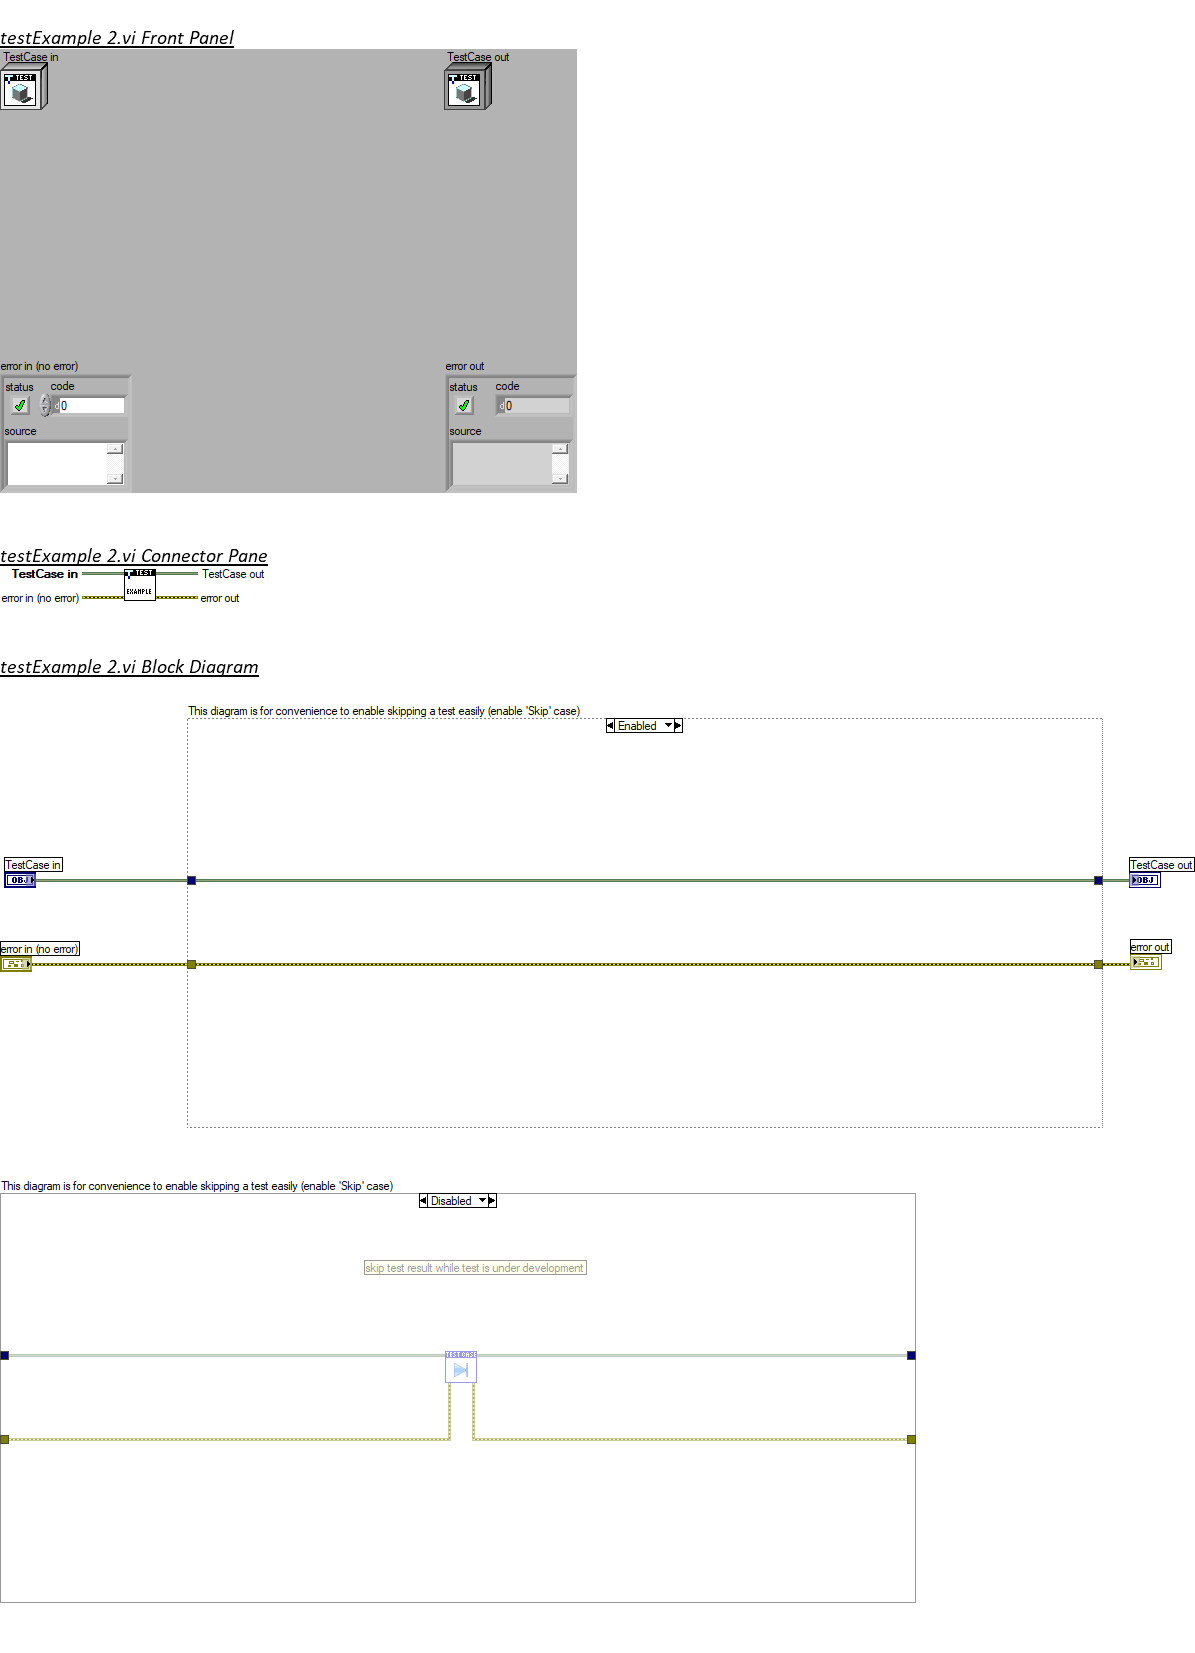 testExample 2.vi Front Panel
TestCase in
TestCase out
TEST
TEST
error in (no error)
error out
status code
status code
d 0
d 0
source
source
testExample 2.vi Connector Pane
TestCase in
TEST
TestCase out
error in (no error)
EXAMPLE
error out
testExample 2.vi Block Diagram
This diagram is for convenience to enable skipping a test easily (enable 'Skip' case)
Enabled
TestCase in
TestCase out
OBJ
OBJ
error in (no error)
error out
This diagram is for convenience to enable skipping a test easily (enable 'Skip' case)
Disabled
skip test result while test is under development
TEST CASE